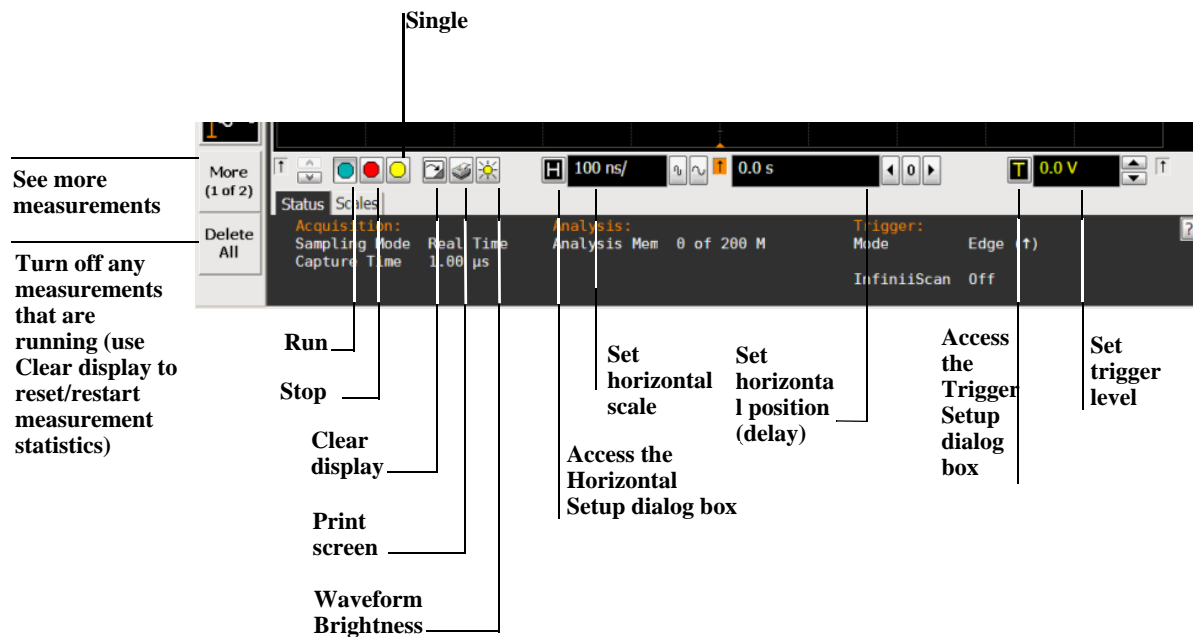 Single
See more
measurements
Turn off any
measurements
that are
running (use
Clear display to
reset/restart
measurement
statistics)
More
(1 of 2)
Delete
All
H 100 ns/ 0.0 s 0 T 0.0 V
Status Scales
Acquisition: Analysis: Trigger:
Sampling Mode Real Time Analysis Mem 0 of 200 M Mode Edge (↑)
Capture Time 1.00 µs
InfiniiScan Off
?
Run
Stop
Clear
display
Print
screen
Waveform
Brightness
Access the
Horizontal
Setup dialog box
Set
horizontal
scale
Set
horizonta
l position
(delay)
Access
the
Trigger
Setup
dialog
box
Set
trigger
level